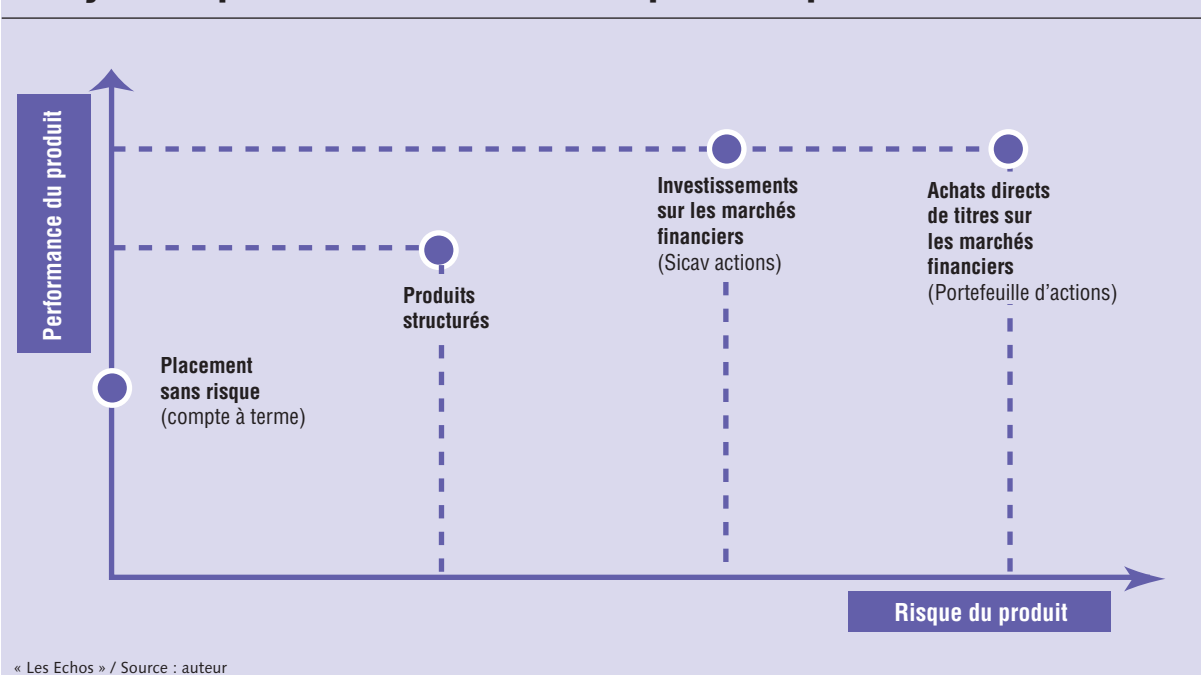 Performance du produit
Investissements
sur les marchés
financiers
(Sicav actions)
Achats directs
de titres sur
les marchés
financiers
(Portefeuille d'actions)
Produits
structurés
Placement
sans risque
(compte à terme)
Risque du produit
« Les Echos » / Source : auteur